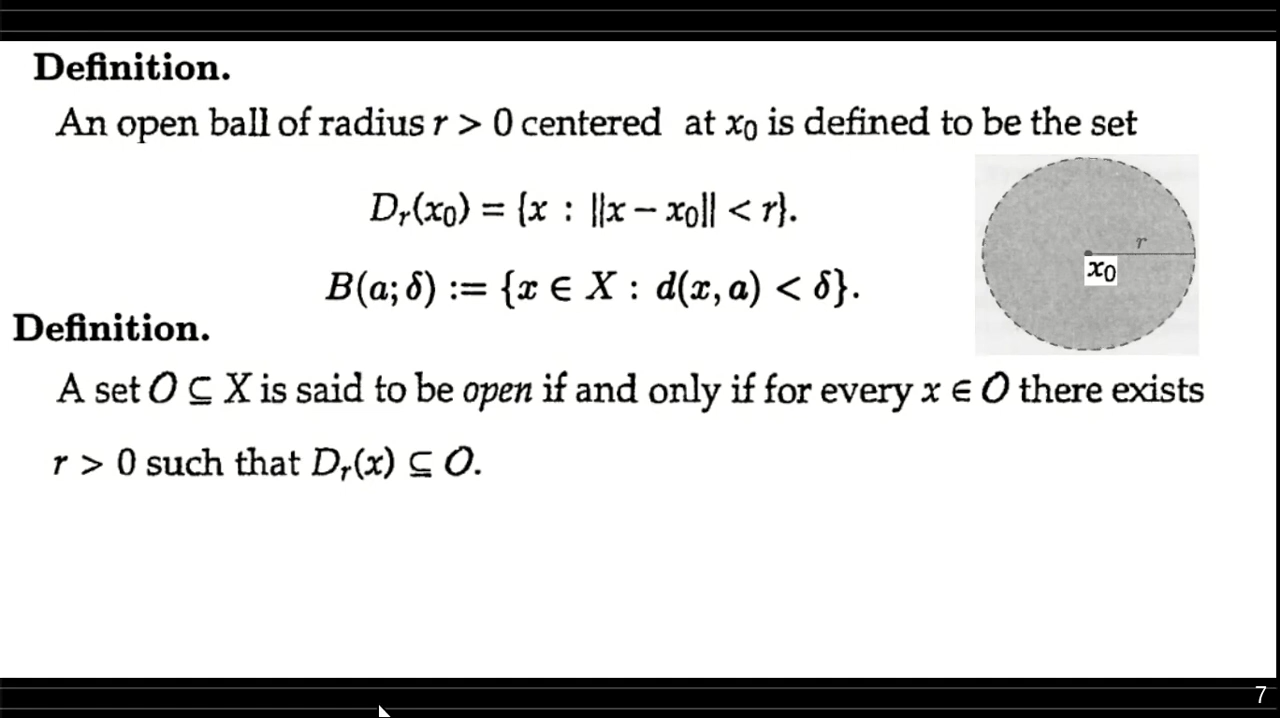 Definition.
An open ball of radius r > 0 centered at x₀ is defined to be the set
Dᵣ(x₀) = {x : ||x − x₀|| < r}.
B(a; δ) := {x ∈ X : d(x, a) < δ}.
r
x₀
Definition.
A set O ⊆ X is said to be open if and only if for every x ∈ O there exists
r > 0 such that Dᵣ(x) ⊆ O.
7